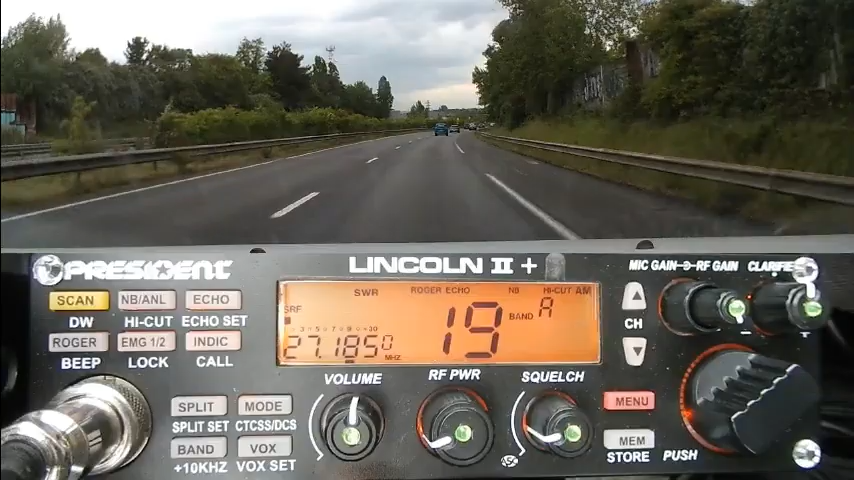 PRESIDENT
LINCOLN II +
MIC GAIN RF GAIN CLARIFIER
SCAN NB/ANL ECHO
DW HI-CUT ECHO SET
ROGER EMG 1/2 INDIC
BEEP LOCK CALL
SWR ROGER ECHO NB HI-CUT AM
SRF
27.1850 MHZ
19
BAND A
CH
VOLUME RF PWR SQUELCH
SPLIT MODE
SPLIT SET CTCSS/DCS
BAND VOX
+10KHZ VOX SET
MENU
MEM
STORE PUSH